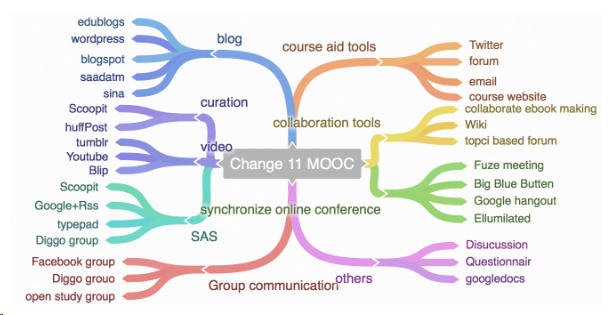 edublogs
wordpress
blogspot
saadatm
sina
blog
Scoopit
huffPost
curation
tumblr
Youtube
Blip
video
Scoopit
Google+Rss
typepad
Diggo group
SAS
Facebook group
Diggo grouo
open study group
Group communication
Change 11 MOOC
course aid tools
Twitter
forum
email
course website
collaboration tools
collaborate ebook making
Wiki
topci based forum
synchronize online conference
Fuze meeting
Big Blue Butten
Google hangout
Ellumilated
others
Disucussion
Questionnair
googledocs